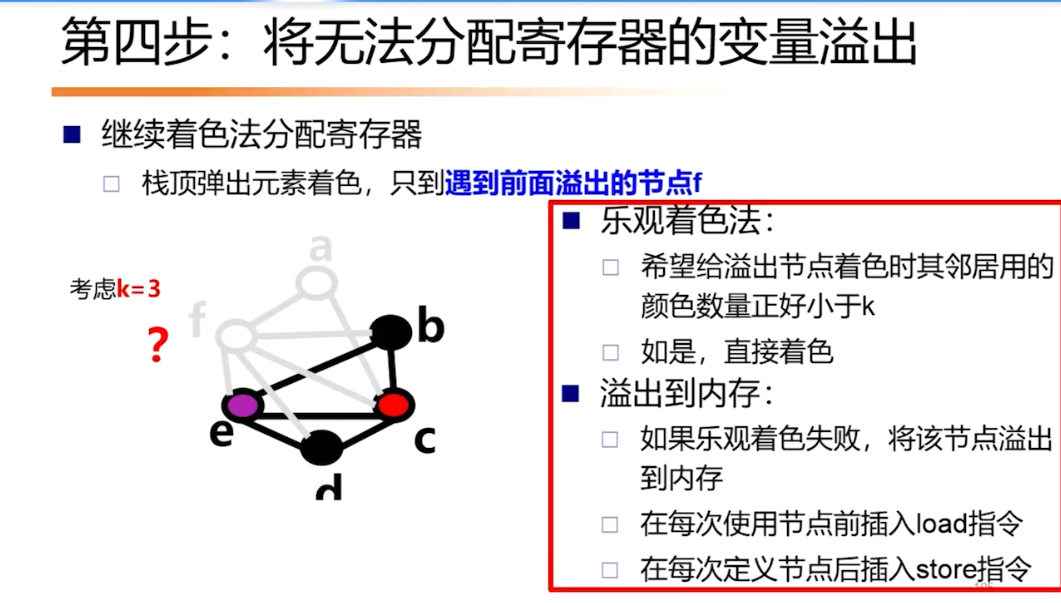 第四步：将无法分配寄存器的变量溢出
继续着色法分配寄存器
栈顶弹出元素着色，只到遇到前面溢出的节点f
考虑k=3
?
a
f
b
e
c
d
乐观着色法：
希望给溢出节点着色时其邻居用的
颜色数量正好小于k
如是，直接着色
溢出到内存：
如果乐观着色失败，将该节点溢出
到内存
在每次使用节点前插入load指令
在每次定义节点后插入store指令